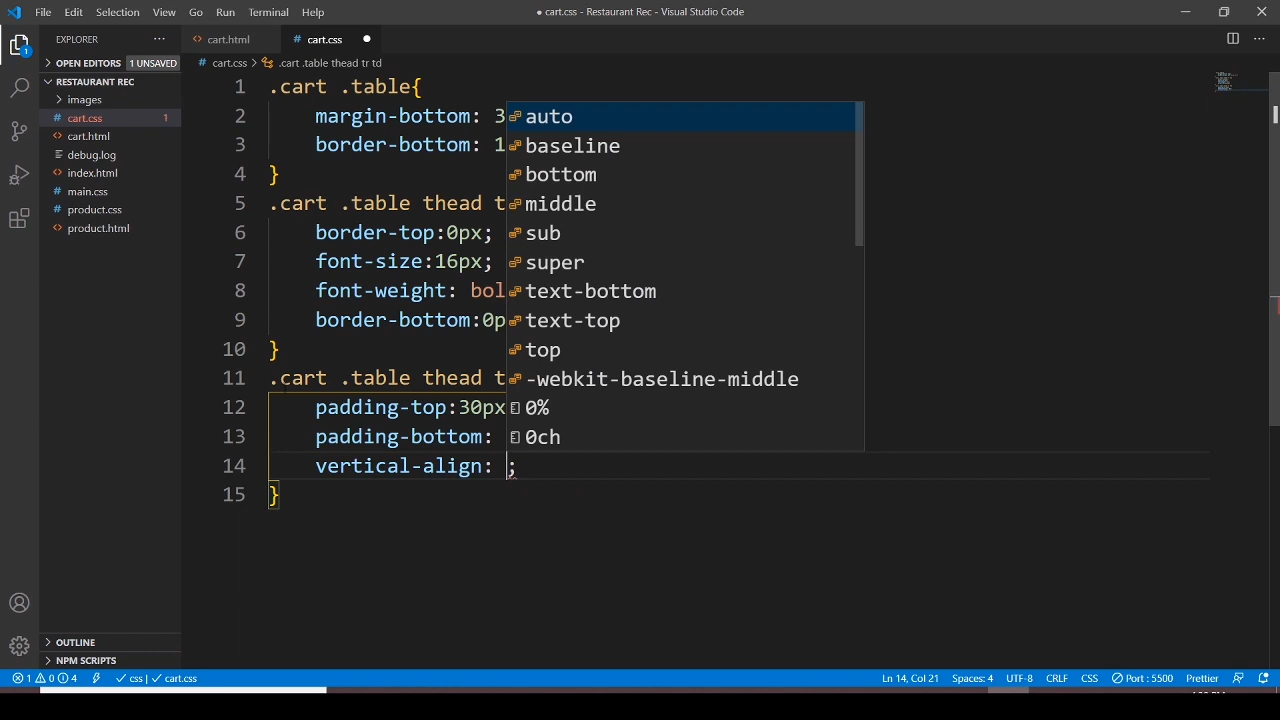 File Edit Selection View Go Run Terminal Help
● cart.css - Restaurant Rec - Visual Studio Code
EXPLORER
cart.html
cart.css
OPEN EDITORS 1 UNSAVED
cart.css > .cart .table thead tr td
RESTAURANT REC
images
cart.css 1
cart.html
debug.log
index.html
main.css
product.css
product.html
1 .cart .table{
2 margin-bottom: 3
3 border-bottom: 1
4 }
5 .cart .table thead t
6 border-top:0px;
7 font-size:16px;
8 font-weight: bol
9 border-bottom:0p
10 }
11 .cart .table thead t
12 padding-top:30px
13 padding-bottom:
14 vertical-align: ;
15 }
auto
baseline
bottom
middle
sub
super
text-bottom
text-top
top
-webkit-baseline-middle
0%
0ch
OUTLINE
NPM SCRIPTS
1 0 4 css | cart.css
Ln 14, Col 21 Spaces: 4 UTF-8 CRLF CSS Port : 5500 Prettier